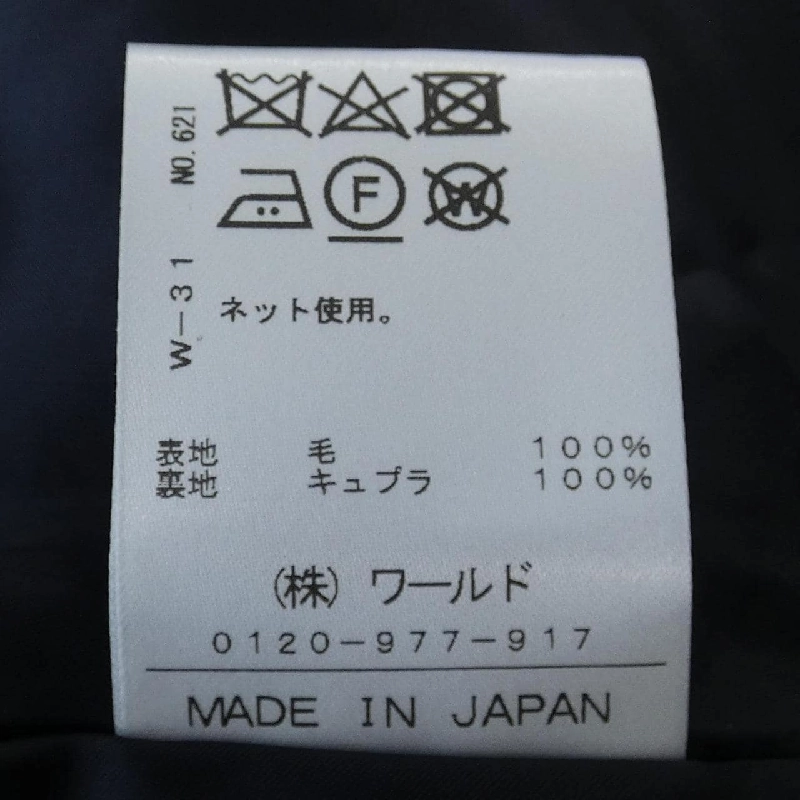 NO.621
W-31
F
W
ネット使用。
表地 毛 100%
裏地 キュプラ 100%
(株)ワールド
0120-977-917
MADE IN JAPAN